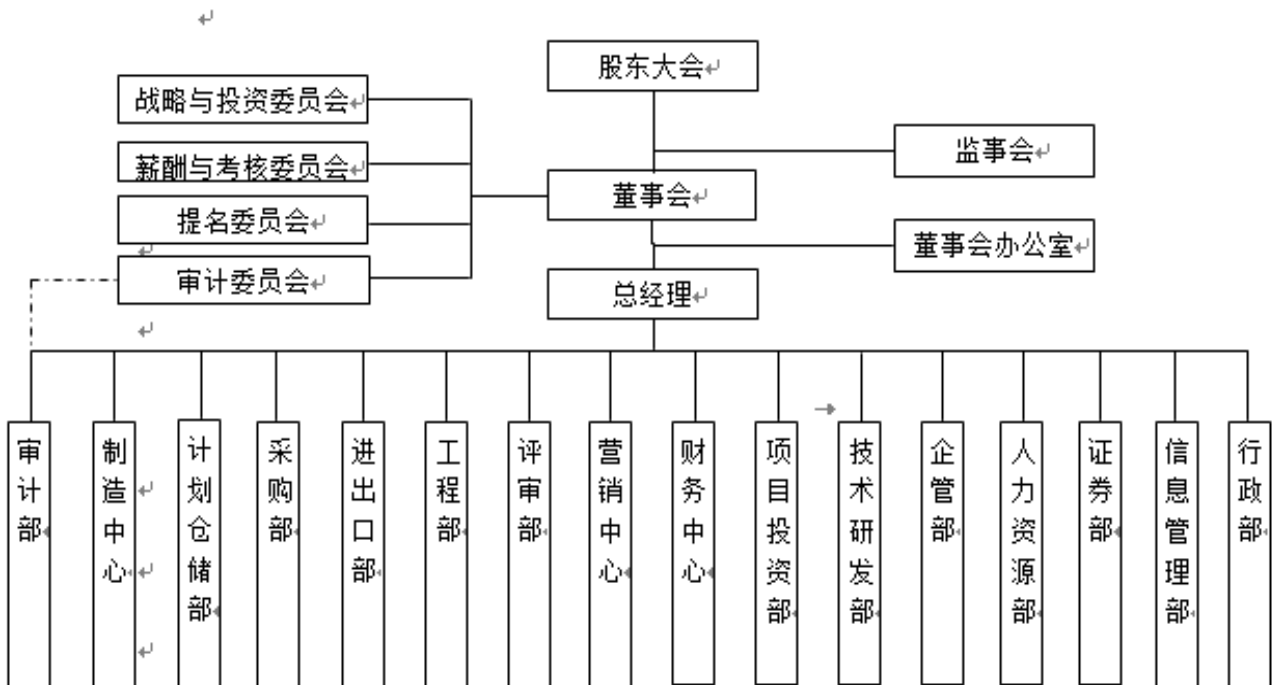 股东大会
战略与投资委员会
监事会
薪酬与考核委员会
董事会
提名委员会
董事会办公室
审计委员会
总经理
审计部
制造中心
计划仓储部
采购部
进出口部
工程部
评审部
营销中心
财务中心
项目投资部
技术研发部
企管部
人力资源部
证券部
信息管理部
行政部